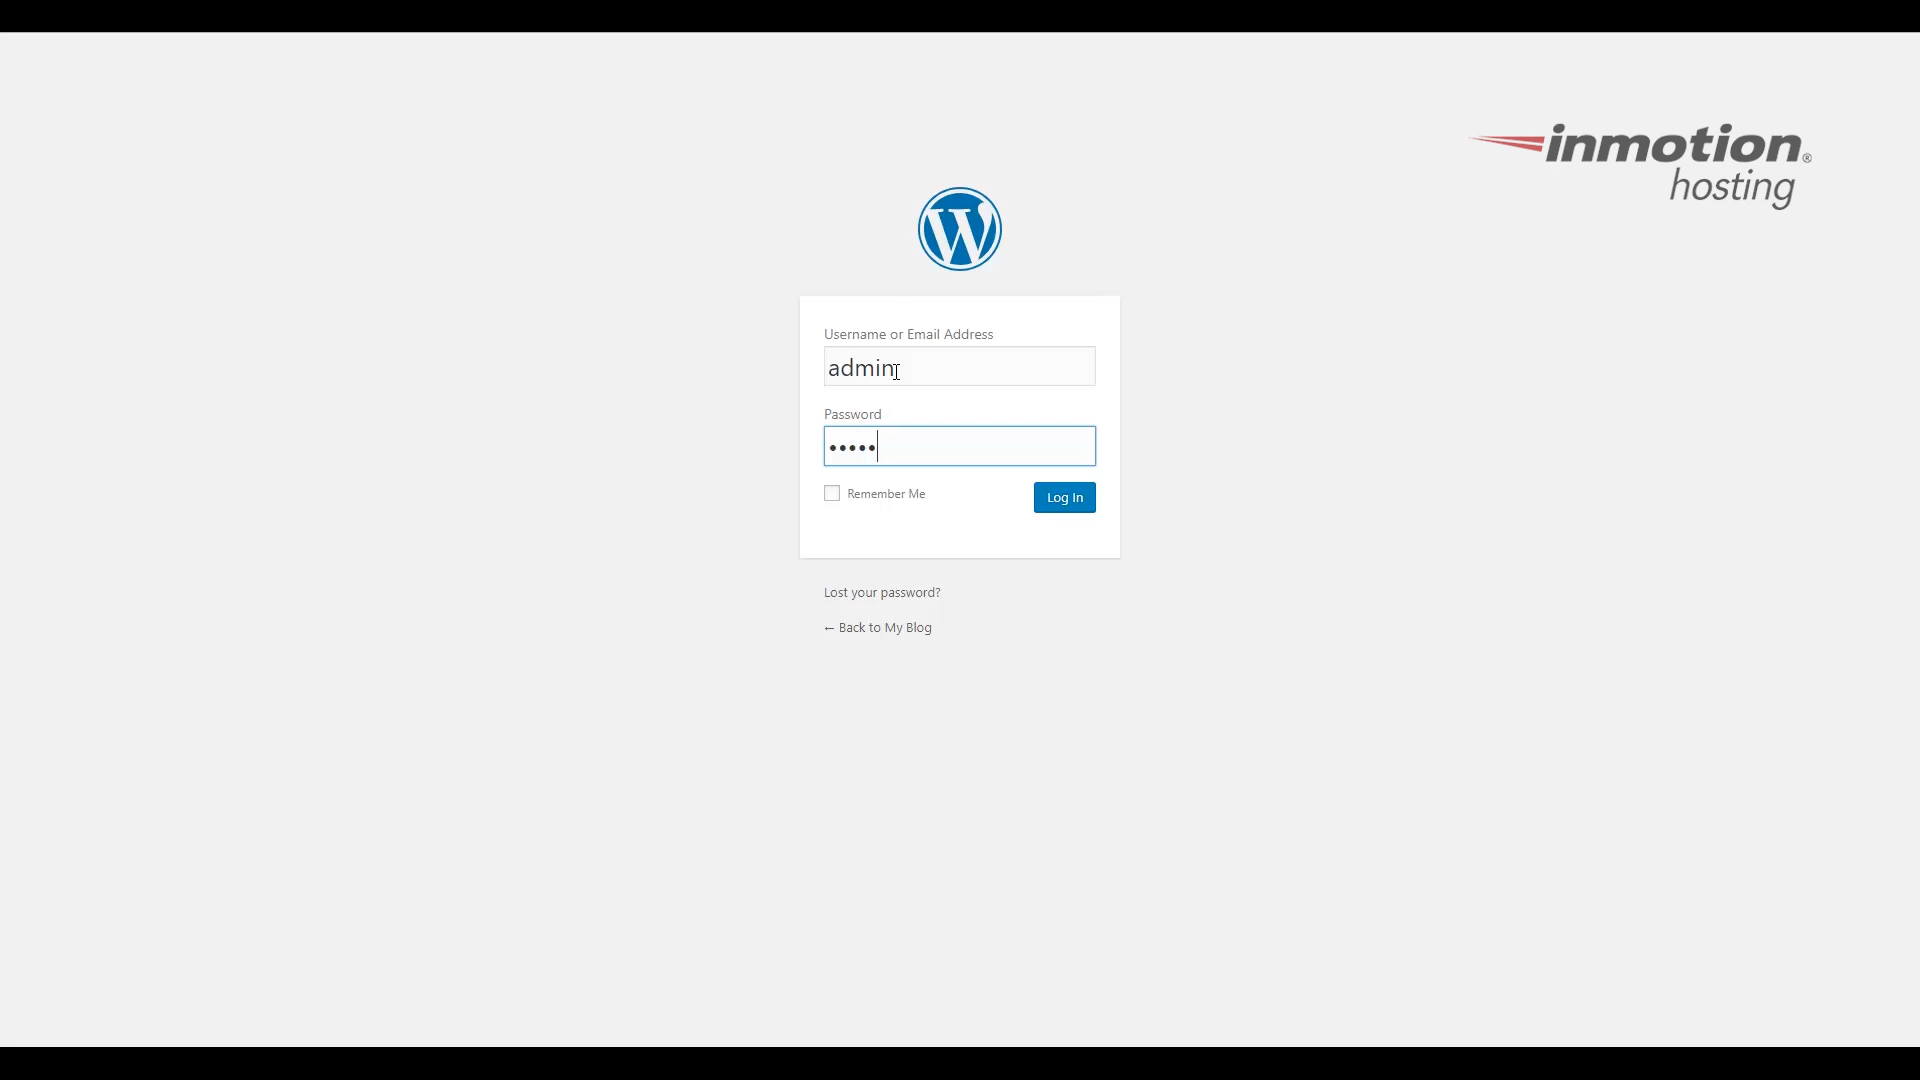 inmotion®
hosting
Username or Email Address
admin
Password
•••••
Remember Me
Log In
Lost your password?
← Back to My Blog